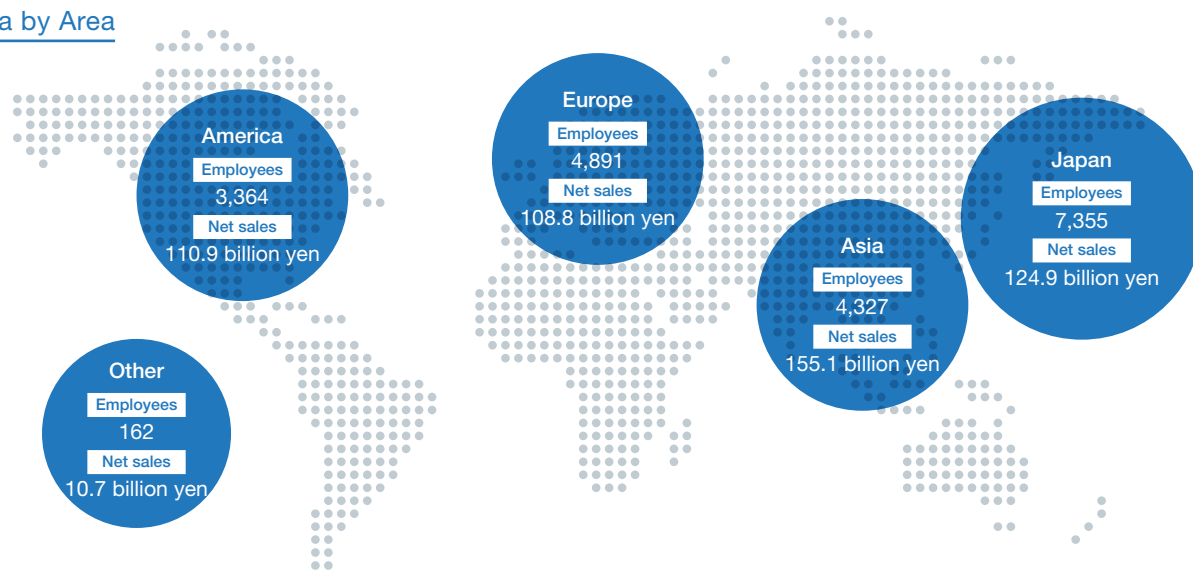 a by Area
America
Employees
3,364
Net sales
110.9 billion yen
Europe
Employees
4,891
Net sales
108.8 billion yen
Japan
Employees
7,355
Net sales
124.9 billion yen
Asia
Employees
4,327
Net sales
155.1 billion yen
Other
Employees
162
Net sales
10.7 billion yen